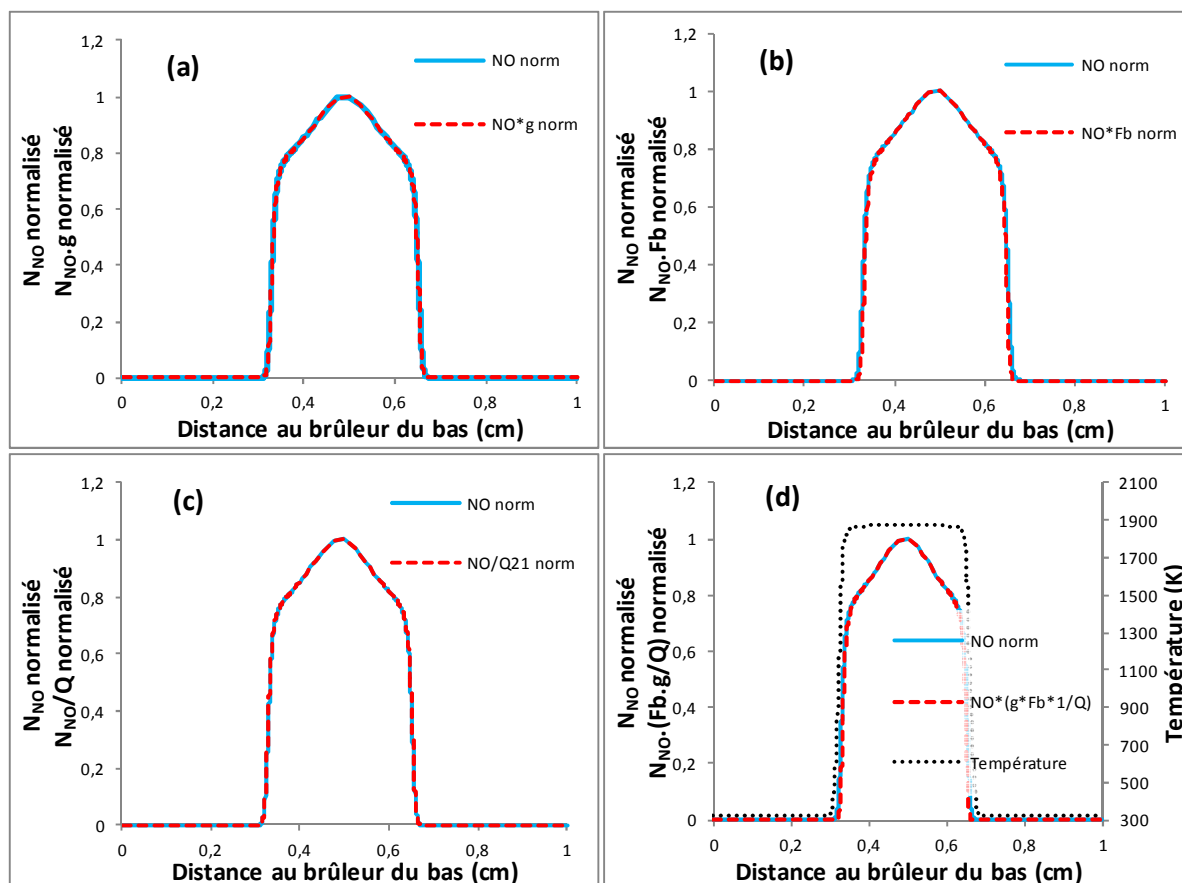 (a)
NO norm
NO*g norm
N_NO normalisé
N_NO.g normalisé
1,2
1
0,8
0,6
0,4
0,2
0
0 0,2 0,4 0,6 0,8 1
Distance au brûleur du bas (cm)
(b)
NO norm
NO*Fb norm
N_NO normalisé
N_NO.Fb normalisé
1,2
1
0,8
0,6
0,4
0,2
0
0 0,2 0,4 0,6 0,8 1
Distance au brûleur du bas (cm)
(c)
NO norm
NO/Q21 norm
N_NO normalisé
N_NO/Q normalisé
1,2
1
0,8
0,6
0,4
0,2
0
0 0,2 0,4 0,6 0,8 1
Distance au brûleur du bas (cm)
(d)
NO norm
NO*(g*Fb*1/Q)
Température
N_NO normalisé
N_NO.(Fb.g/Q) normalisé
1,2
1
0,8
0,6
0,4
0,2
0
0 0,2 0,4 0,6 0,8 1
Distance au brûleur du bas (cm)
2100
1900
1700
1500
1300
1100
900
700
500
300
Température (K)